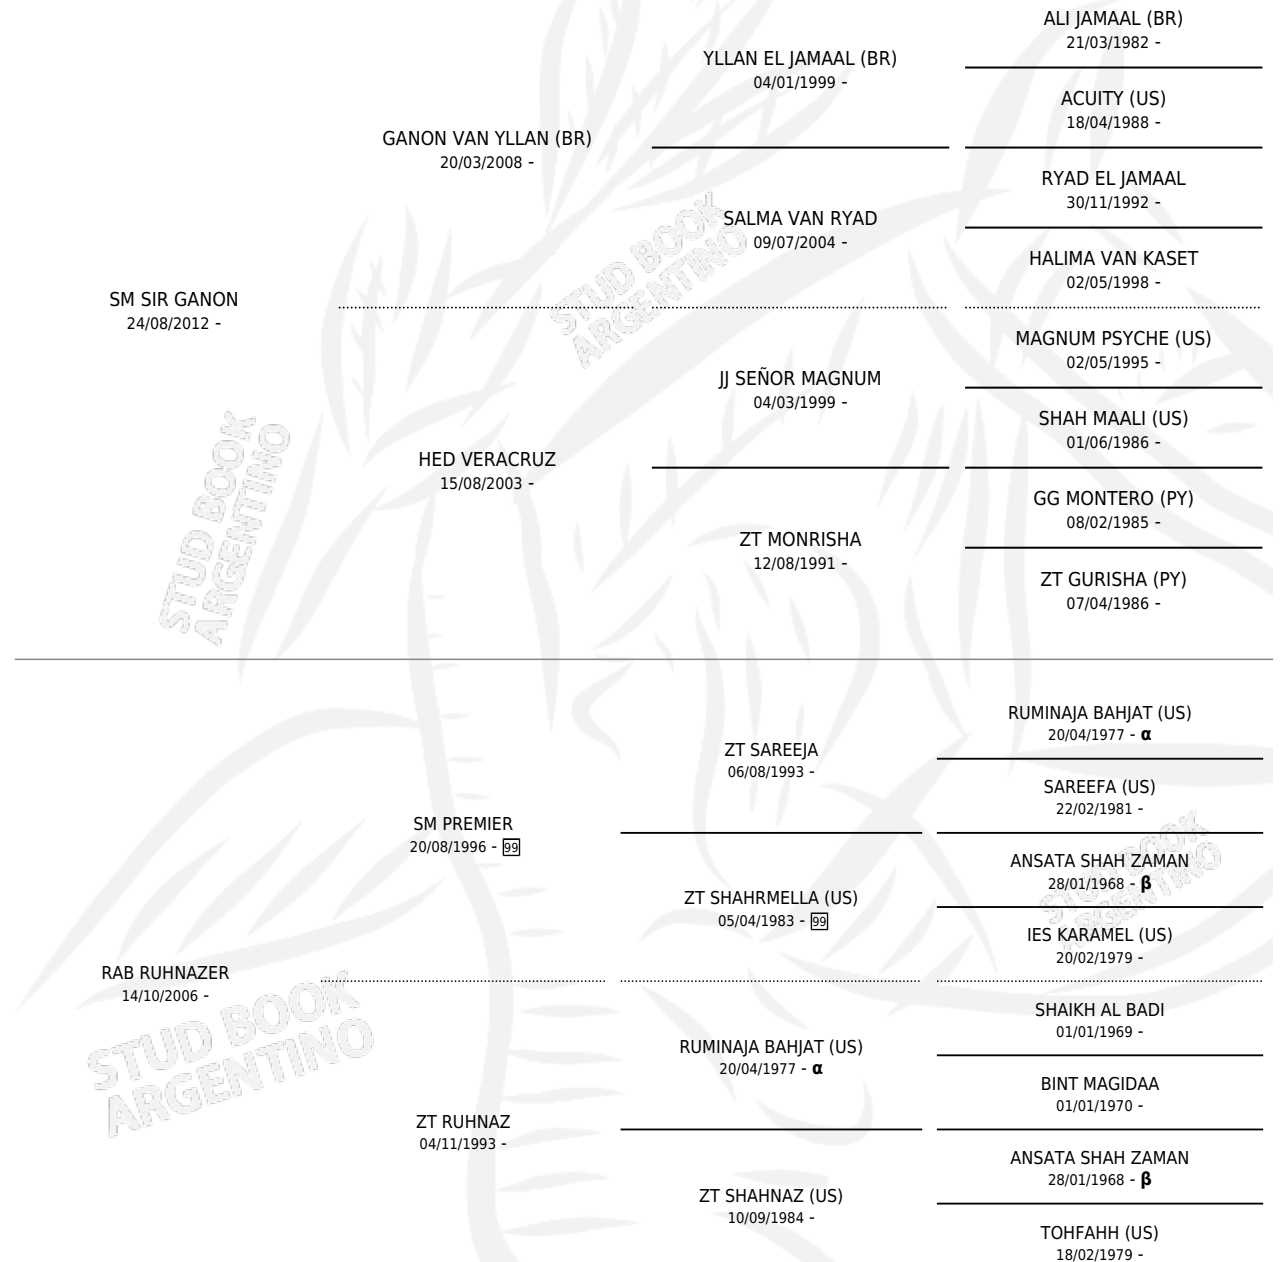 ALI JAMAAL (BR)
21/03/1982 -
YLLAN EL JAMAAL (BR)
04/01/1999 -
ACUITY (US)
18/04/1988 -
GANON VAN YLLAN (BR)
20/03/2008 -
RYAD EL JAMAAL
30/11/1992 -
SALMA VAN RYAD
09/07/2004 -
HALIMA VAN KASET
02/05/1998 -
SM SIR GANON
24/08/2012 -
MAGNUM PSYCHE (US)
02/05/1995 -
JJ SEÑOR MAGNUM
04/03/1999 -
SHAH MAALI (US)
01/06/1986 -
HED VERACRUZ
15/08/2003 -
GG MONTERO (PY)
08/02/1985 -
ZT MONRISHA
12/08/1991 -
ZT GURISHA (PY)
07/04/1986 -
RUMINAJA BAHJAT (US)
20/04/1977 - α
ZT SAREEJA
06/08/1993 -
SAREEFA (US)
22/02/1981 -
SM PREMIER
20/08/1996 - 99
ANSATA SHAH ZAMAN
28/01/1968 - β
ZT SHAHRMELLA (US)
05/04/1983 - 99
IES KARAMEL (US)
20/02/1979 -
RAB RUHNAZER
14/10/2006 -
SHAIKH AL BADI
01/01/1969 -
RUMINAJA BAHJAT (US)
20/04/1977 - α
BINT MAGIDAA
01/01/1970 -
ZT RUHNAZ
04/11/1993 -
ANSATA SHAH ZAMAN
28/01/1968 - β
ZT SHAHNAZ (US)
10/09/1984 -
TOHFAHH (US)
18/02/1979 -
STUD BOOK
ARGENTINO
STUD BOOK
ARGENTINO
STUD BOOK
ARGENTINO
STUD BOOK
ARGENTINO